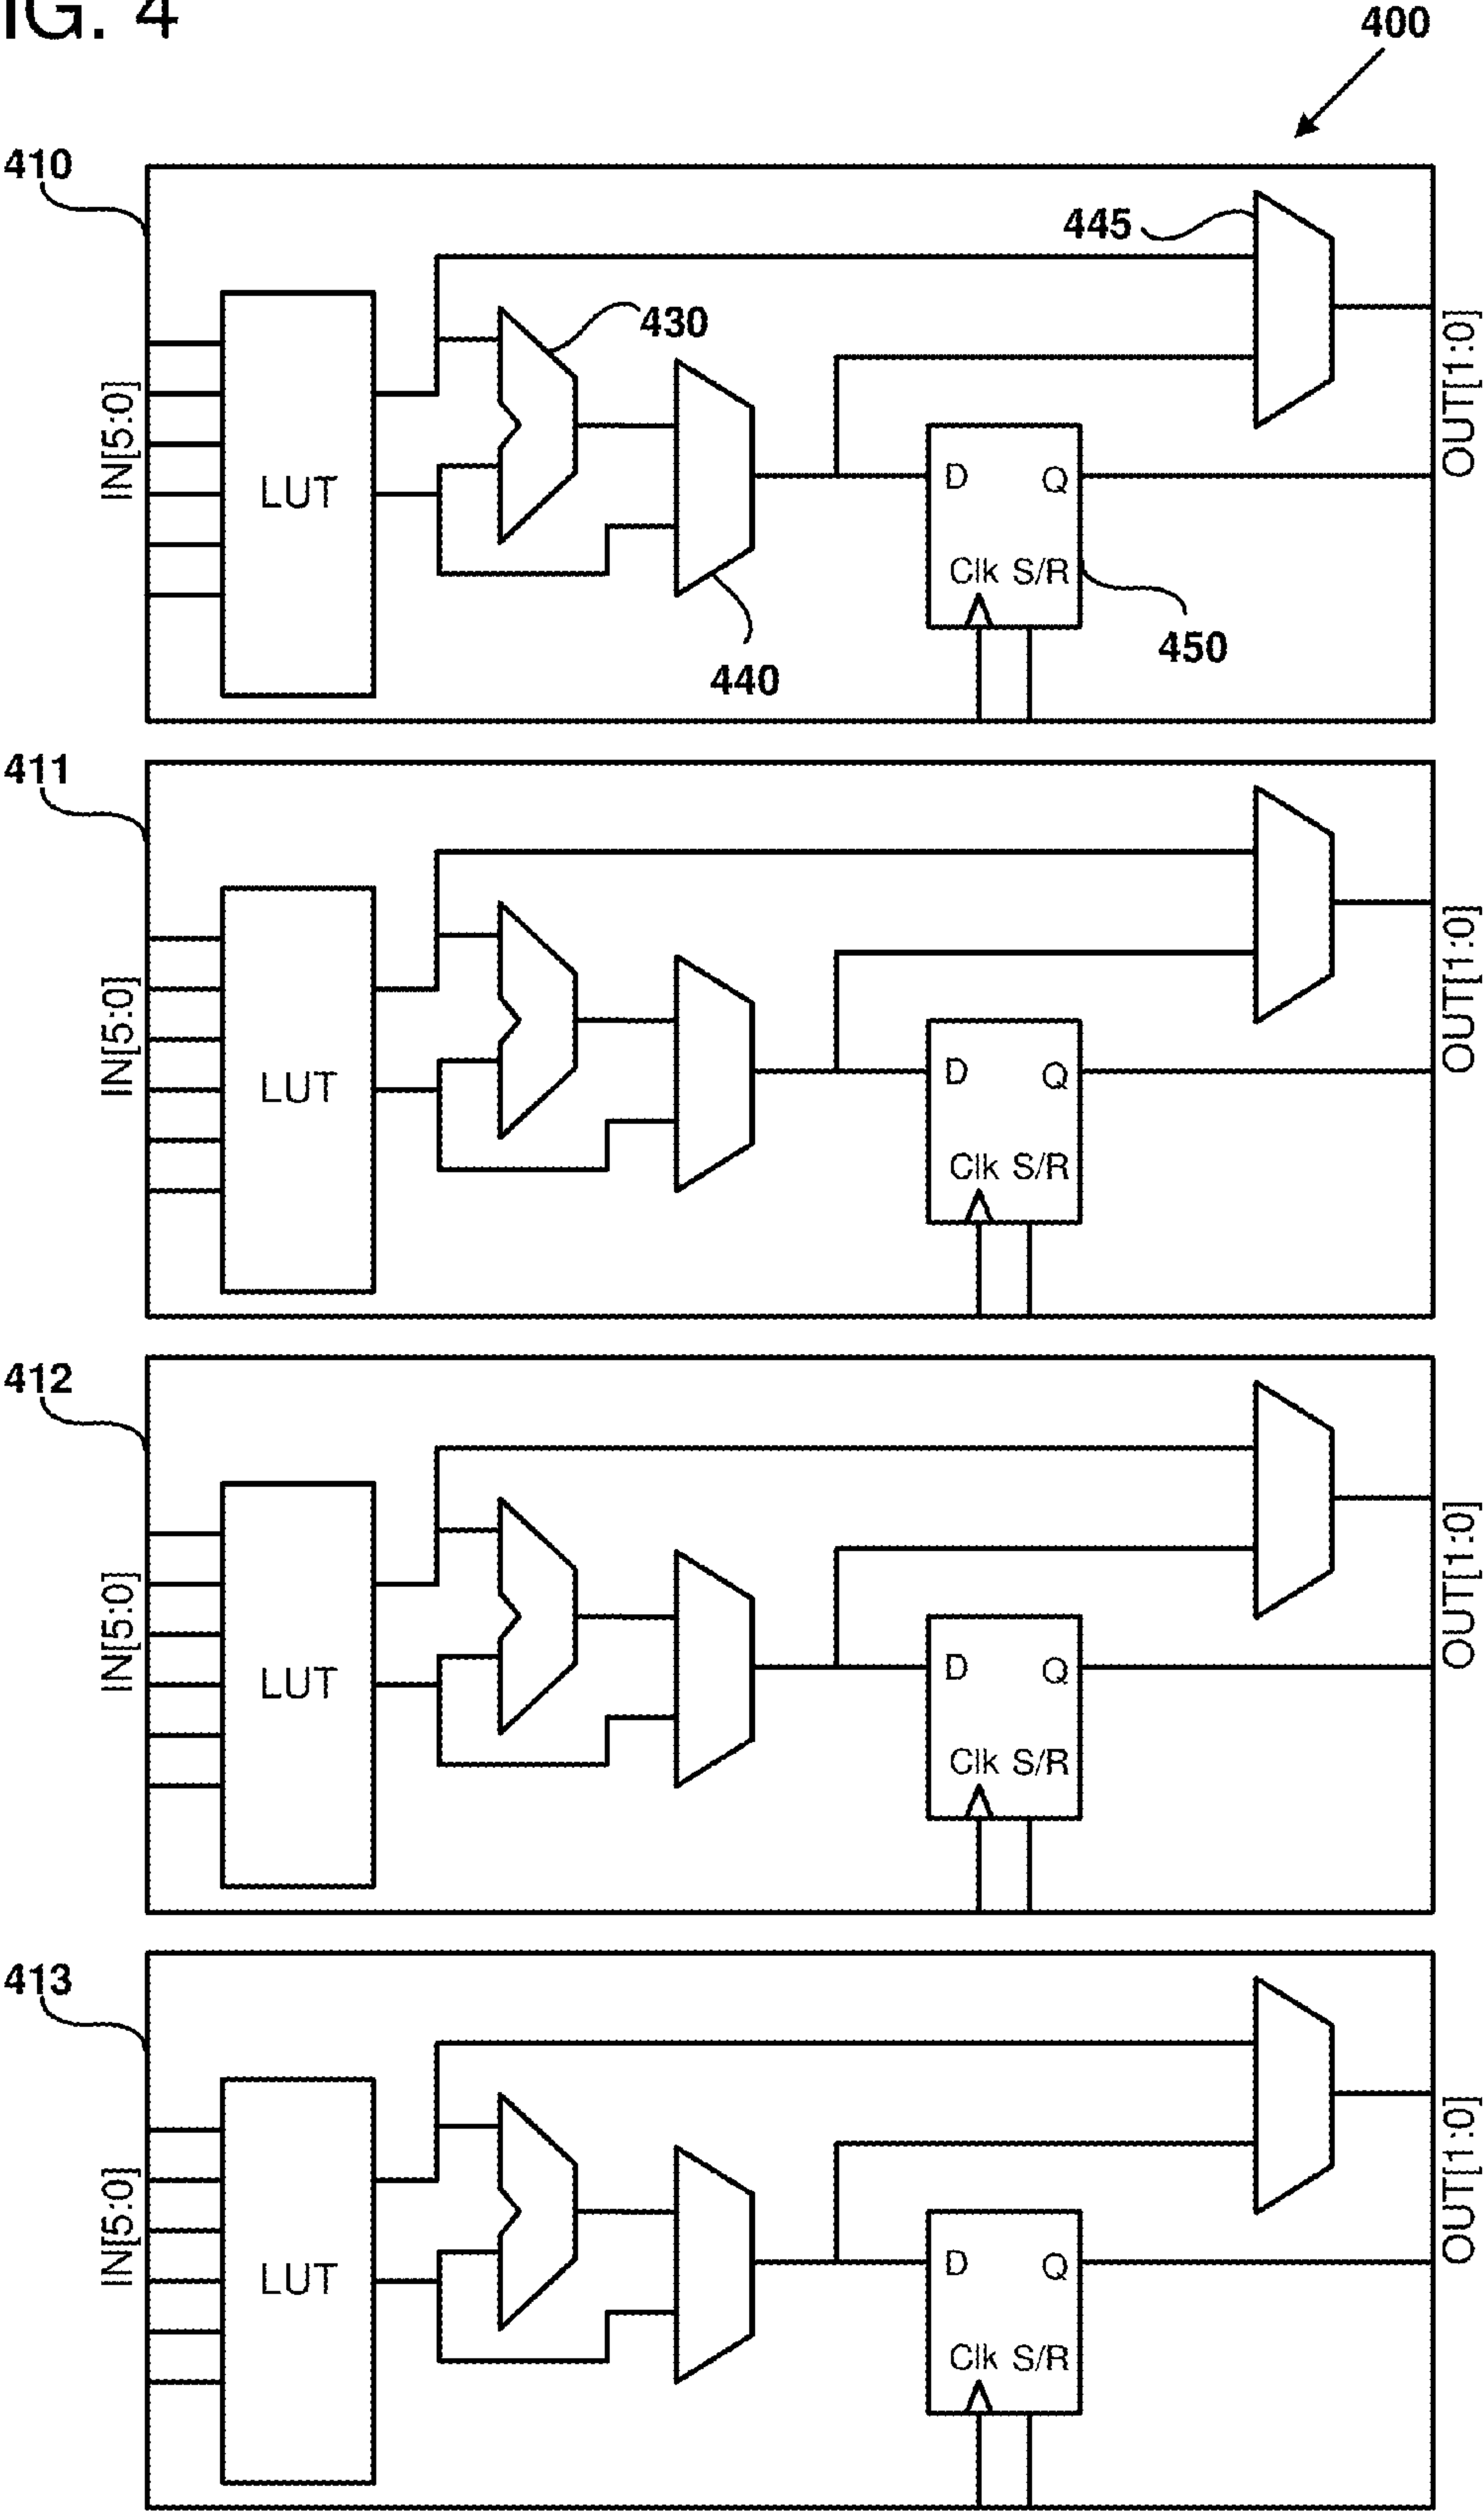 IG. 4
400
410
445
430
IN[5:0]
LUT
D Q
Clk S/R
OUT[1:0]
450
440
411
IN[5:0]
LUT
D Q
Clk S/R
OUT[1:0]
412
IN[5:0]
LUT
D Q
Clk S/R
OUT[1:0]
413
IN[5:0]
LUT
D Q
Clk S/R
OUT[1:0]